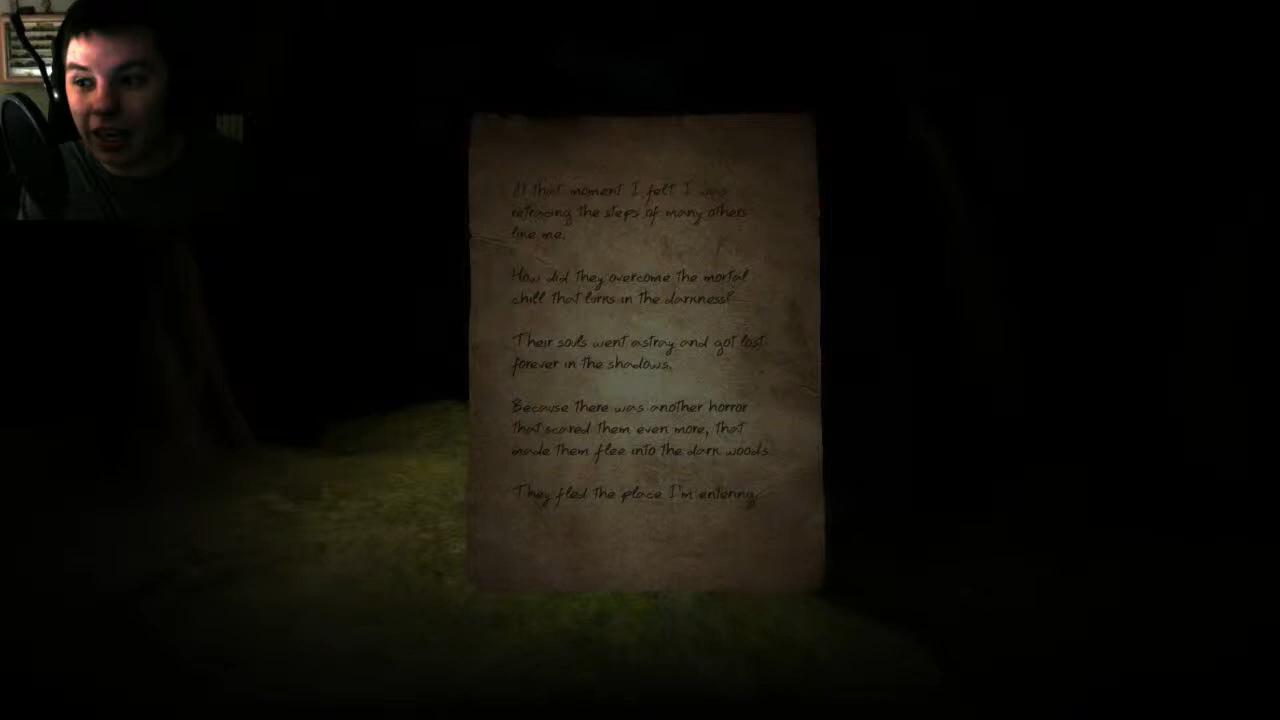 At that moment I felt I was
retracing the steps of many others
like me.
How did they overcome the mortal
chill that lurks in the darkness?
Their souls went astray and got lost
forever in the shadows.
Because there was another horror
that scared them even more, that
made them flee into the dark woods.
They fled the place I'm entering.